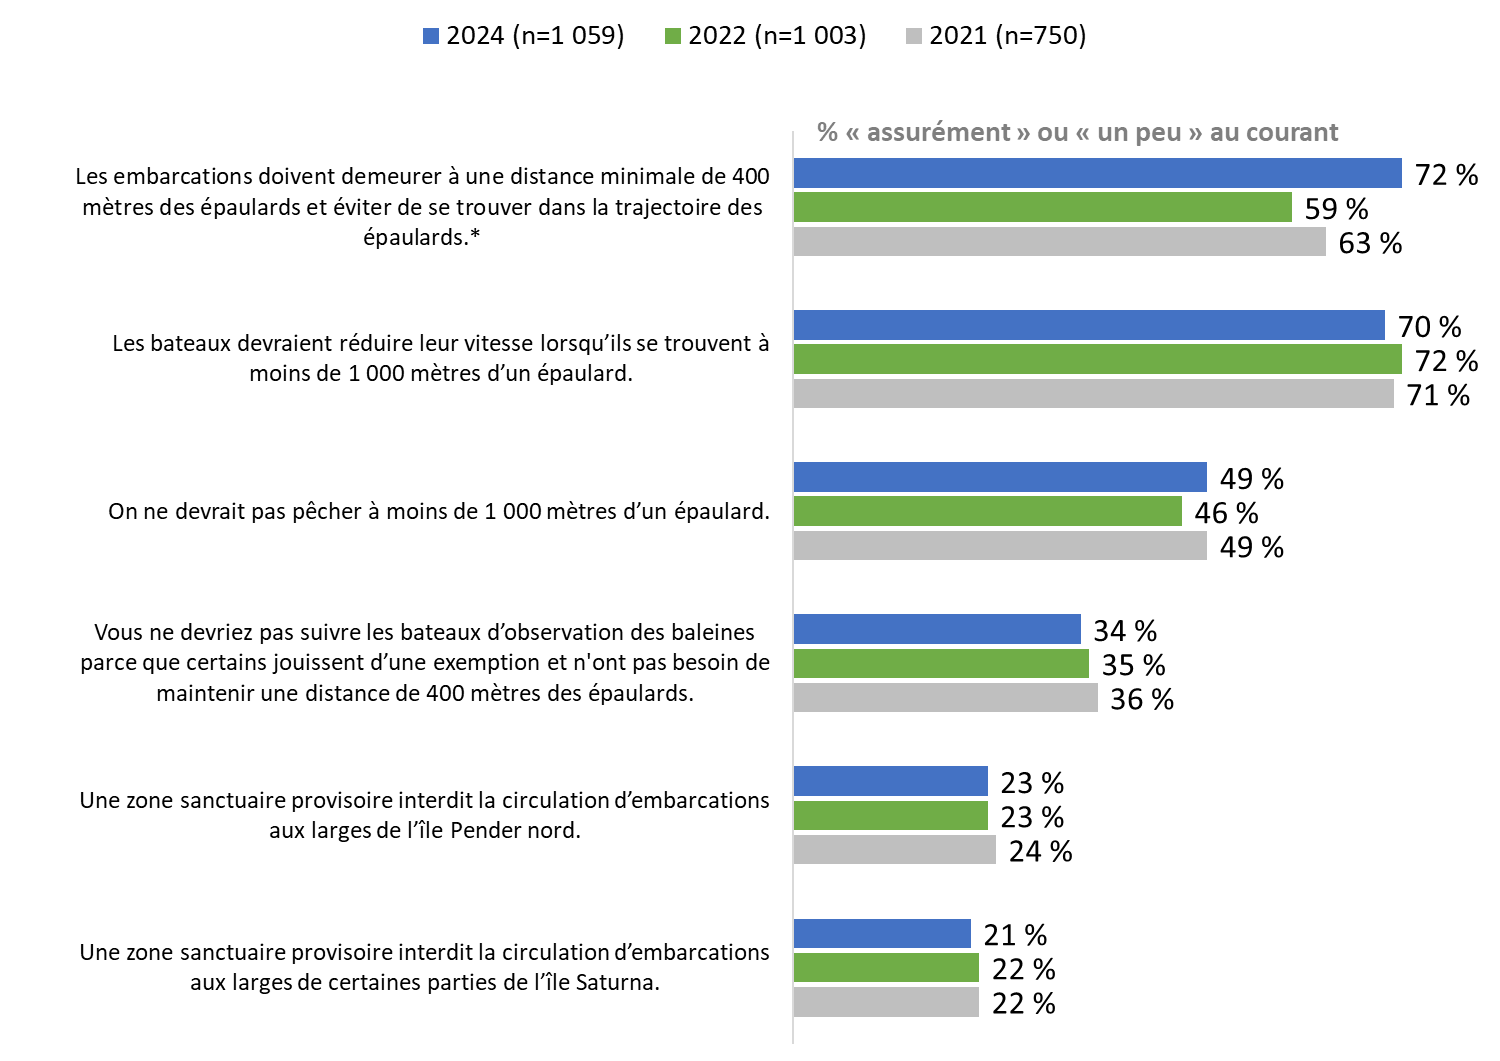 2024 (n=1 059) 2022 (n=1 003) 2021 (n=750)
% « assurément » ou « un peu » au courant
Les embarcations doivent demeurer à une distance minimale de 400
mètres des épaulards et éviter de se trouver dans la trajectoire des
épaulards.*
72 %
59 %
63 %
Les bateaux devraient réduire leur vitesse lorsqu’ils se trouvent à
moins de 1 000 mètres d’un épaulard.
70 %
72 %
71 %
On ne devrait pas pêcher à moins de 1 000 mètres d’un épaulard.
49 %
46 %
49 %
Vous ne devriez pas suivre les bateaux d’observation des baleines
parce que certains jouissent d’une exemption et n'ont pas besoin de
maintenir une distance de 400 mètres des épaulards.
34 %
35 %
36 %
Une zone sanctuaire provisoire interdit la circulation d’embarcations
aux larges de l’île Pender nord.
23 %
23 %
24 %
Une zone sanctuaire provisoire interdit la circulation d’embarcations
aux larges de certaines parties de l’île Saturna.
21 %
22 %
22 %